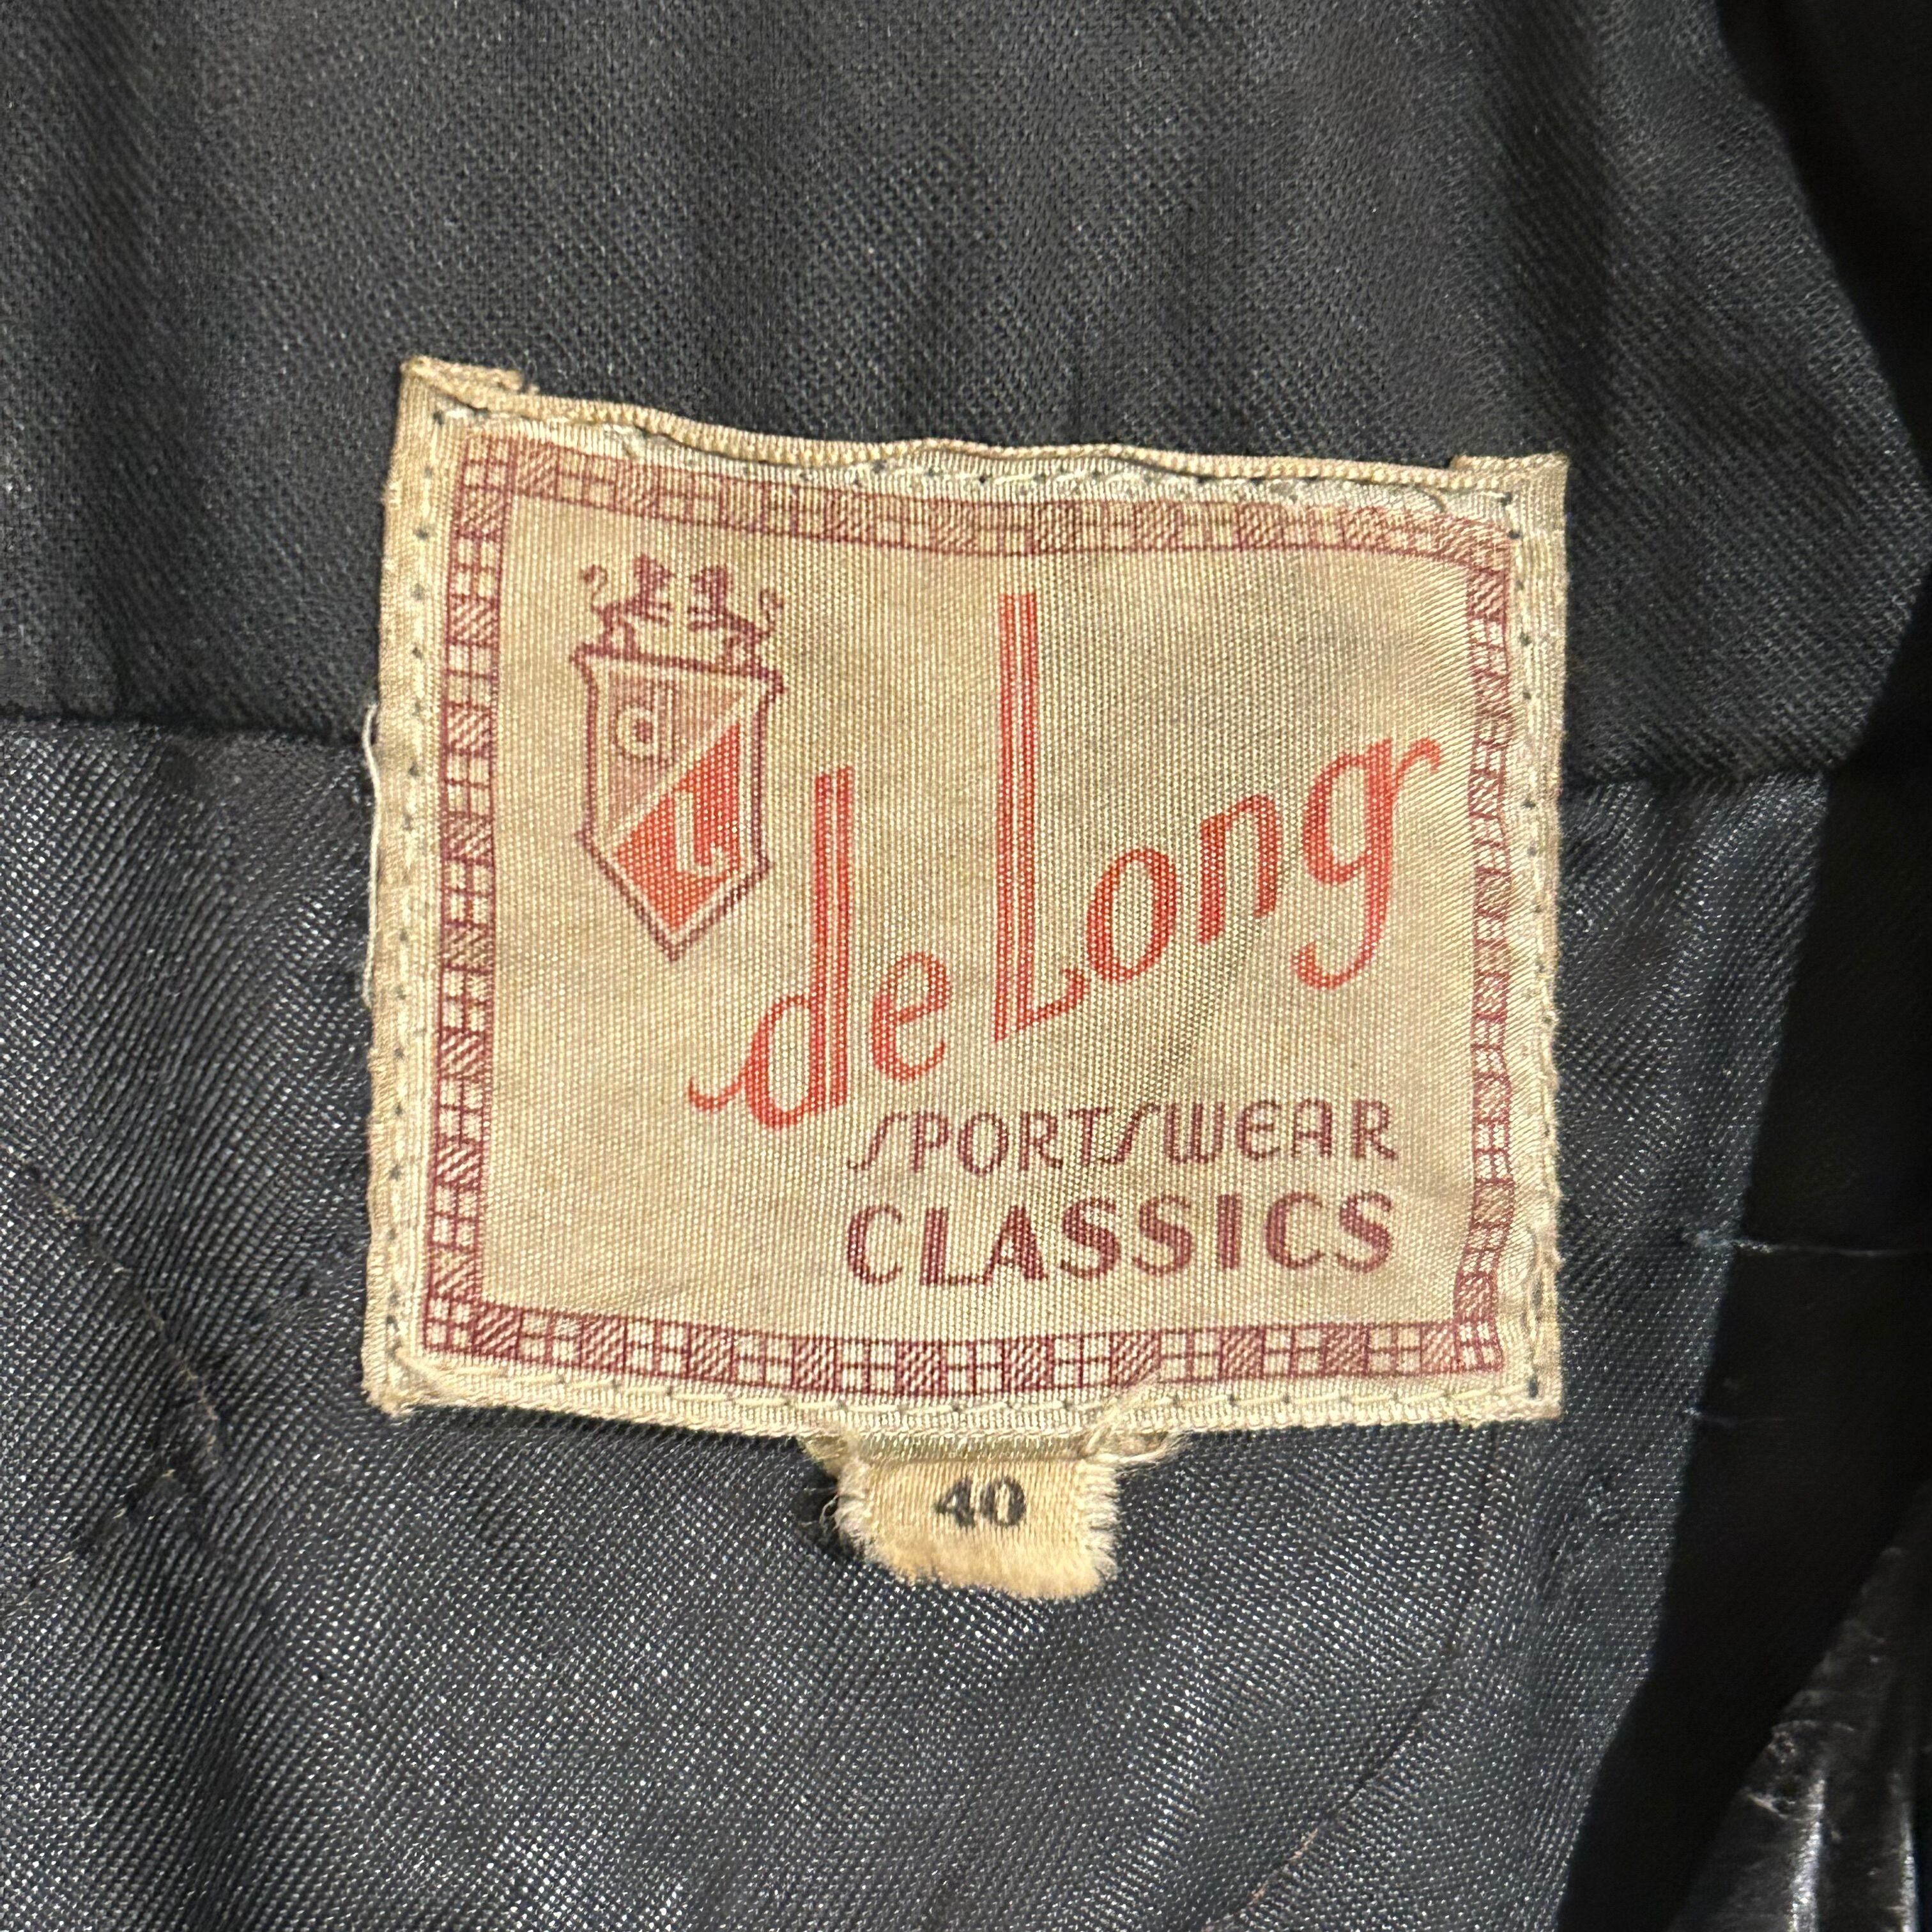 d
L
de Long
SPORTSWEAR
CLASSICS
40